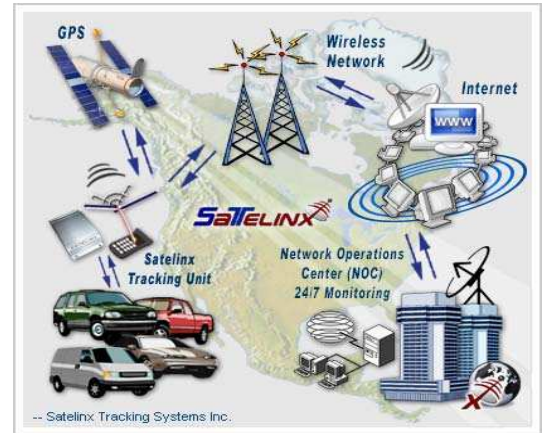 GPS
Wireless
Network
Internet
WWW
SaTelinx
Satelinx
Tracking Unit
Network Operations
Center (NOC)
24/7 Monitoring
X
-- Satelinx Tracking Systems Inc.